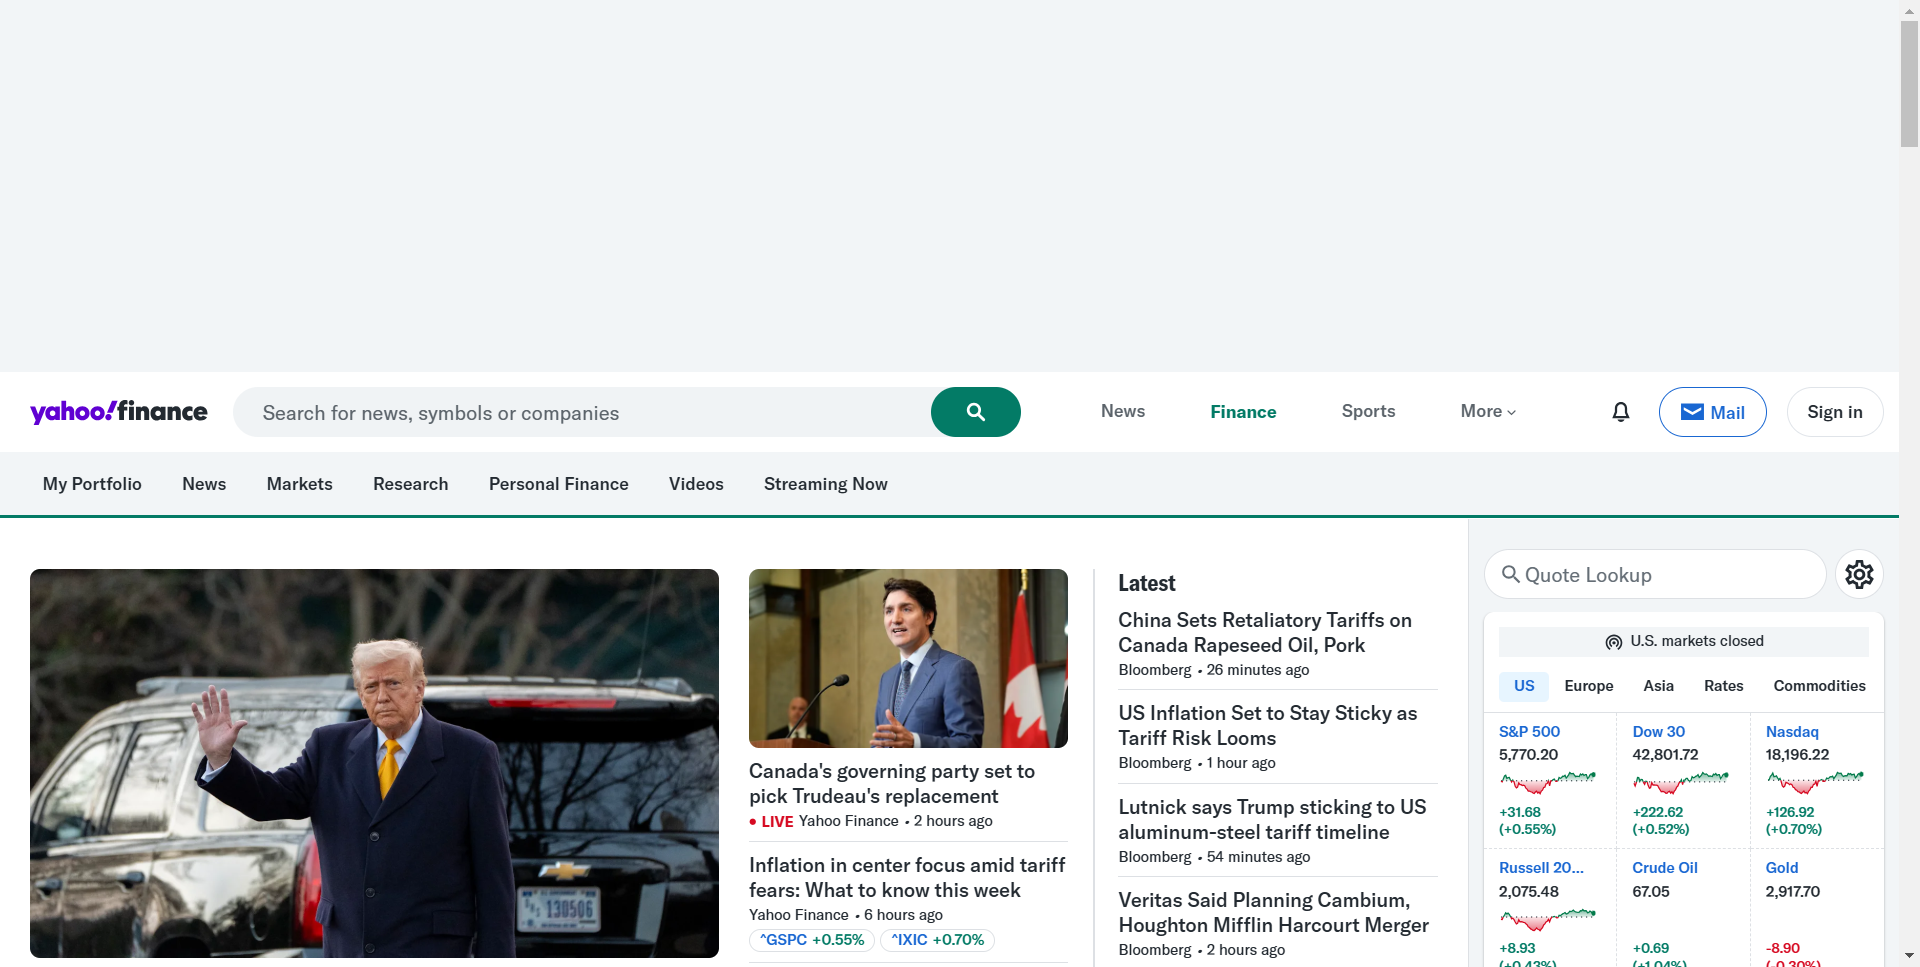 yahoo!finance
Search for news, symbols or companies
News
Finance
Sports
More
Mail
Sign in
My Portfolio
News
Markets
Research
Personal Finance
Videos
Streaming Now
130506
Canada's governing party set to
pick Trudeau's replacement
LIVE Yahoo Finance • 2 hours ago
Inflation in center focus amid tariff
fears: What to know this week
Yahoo Finance • 6 hours ago
^GSPC +0.55%
^IXIC +0.70%
Latest
China Sets Retaliatory Tariffs on
Canada Rapeseed Oil, Pork
Bloomberg • 26 minutes ago
US Inflation Set to Stay Sticky as
Tariff Risk Looms
Bloomberg • 1 hour ago
Lutnick says Trump sticking to US
aluminum-steel tariff timeline
Bloomberg • 54 minutes ago
Veritas Said Planning Cambium,
Houghton Mifflin Harcourt Merger
Bloomberg • 2 hours ago
Quote Lookup
U.S. markets closed
US
Europe
Asia
Rates
Commodities
S&P 500
5,770.20
+31.68
(+0.55%)
Dow 30
42,801.72
+222.62
(+0.52%)
Nasdaq
18,196.22
+126.92
(+0.70%)
Russell 20...
2,075.48
+8.93
(+0.43%)
Crude Oil
67.05
+0.69
(+1.04%)
Gold
2,917.70
-8.90
(-0.30%)